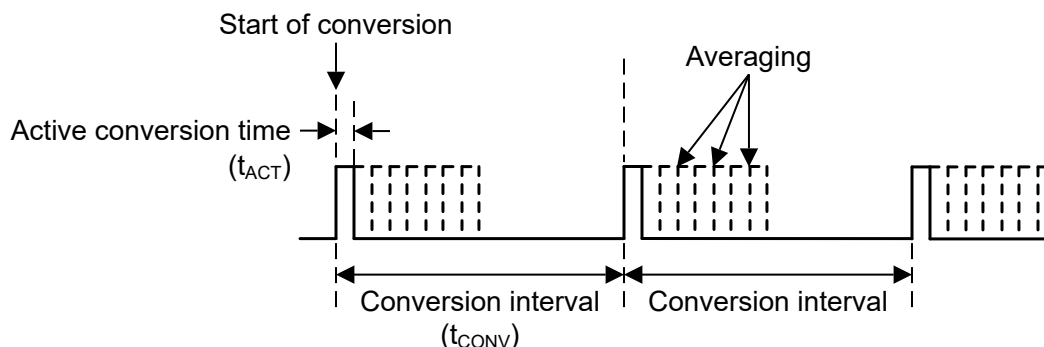 Start of conversion
Averaging
Active conversion time
(tACT)
Conversion interval
(tCONV)
Conversion interval